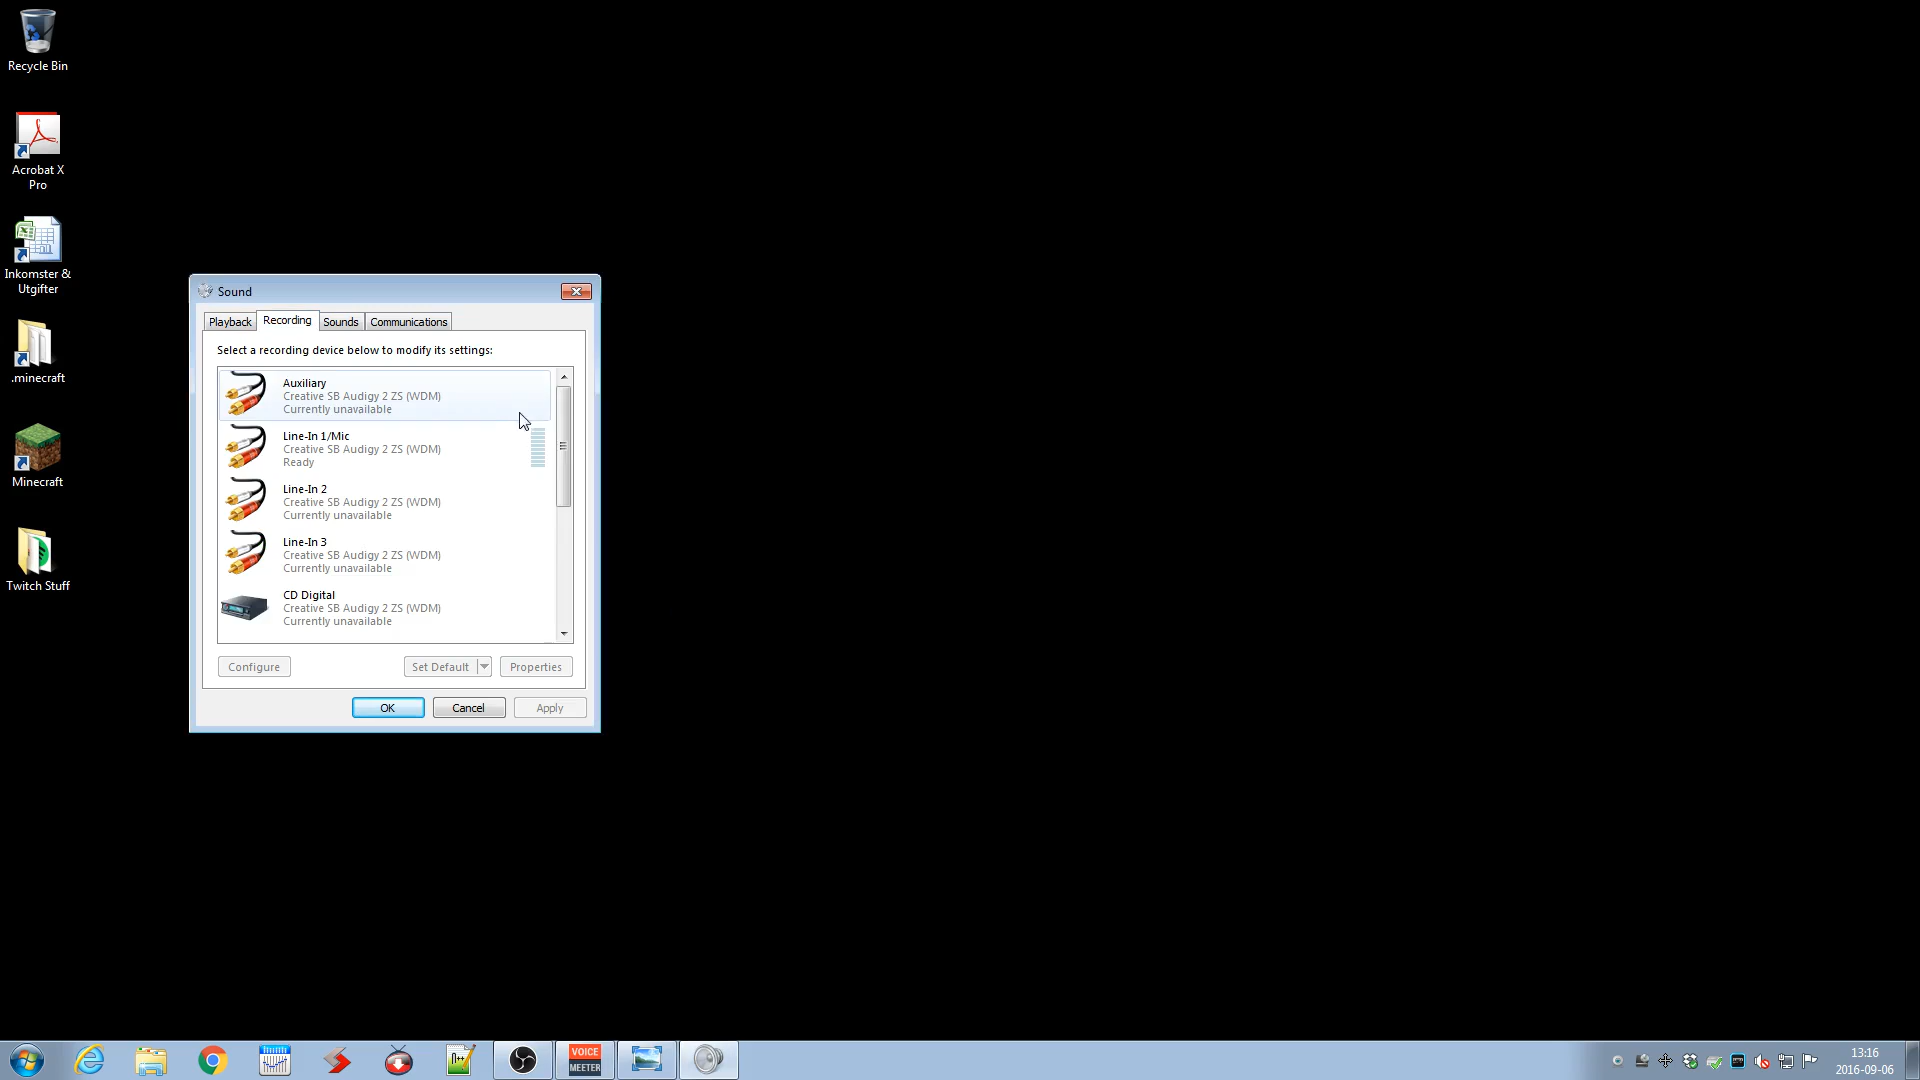 Recycle Bin
Acrobat X
Pro
Inkomster &
Utgifter
.minecraft
Minecraft
Twitch Stuff
Sound
Playback
Recording
Sounds
Communications
Select a recording device below to modify its settings:
Auxiliary
Creative SB Audigy 2 ZS (WDM)
Currently unavailable
Line-In 1/Mic
Creative SB Audigy 2 ZS (WDM)
Ready
Line-In 2
Creative SB Audigy 2 ZS (WDM)
Currently unavailable
Line-In 3
Creative SB Audigy 2 ZS (WDM)
Currently unavailable
CD Digital
Creative SB Audigy 2 ZS (WDM)
Currently unavailable
Configure
Set Default
Properties
OK
Cancel
Apply
VOICE
MEETER
13:16
2016-09-06